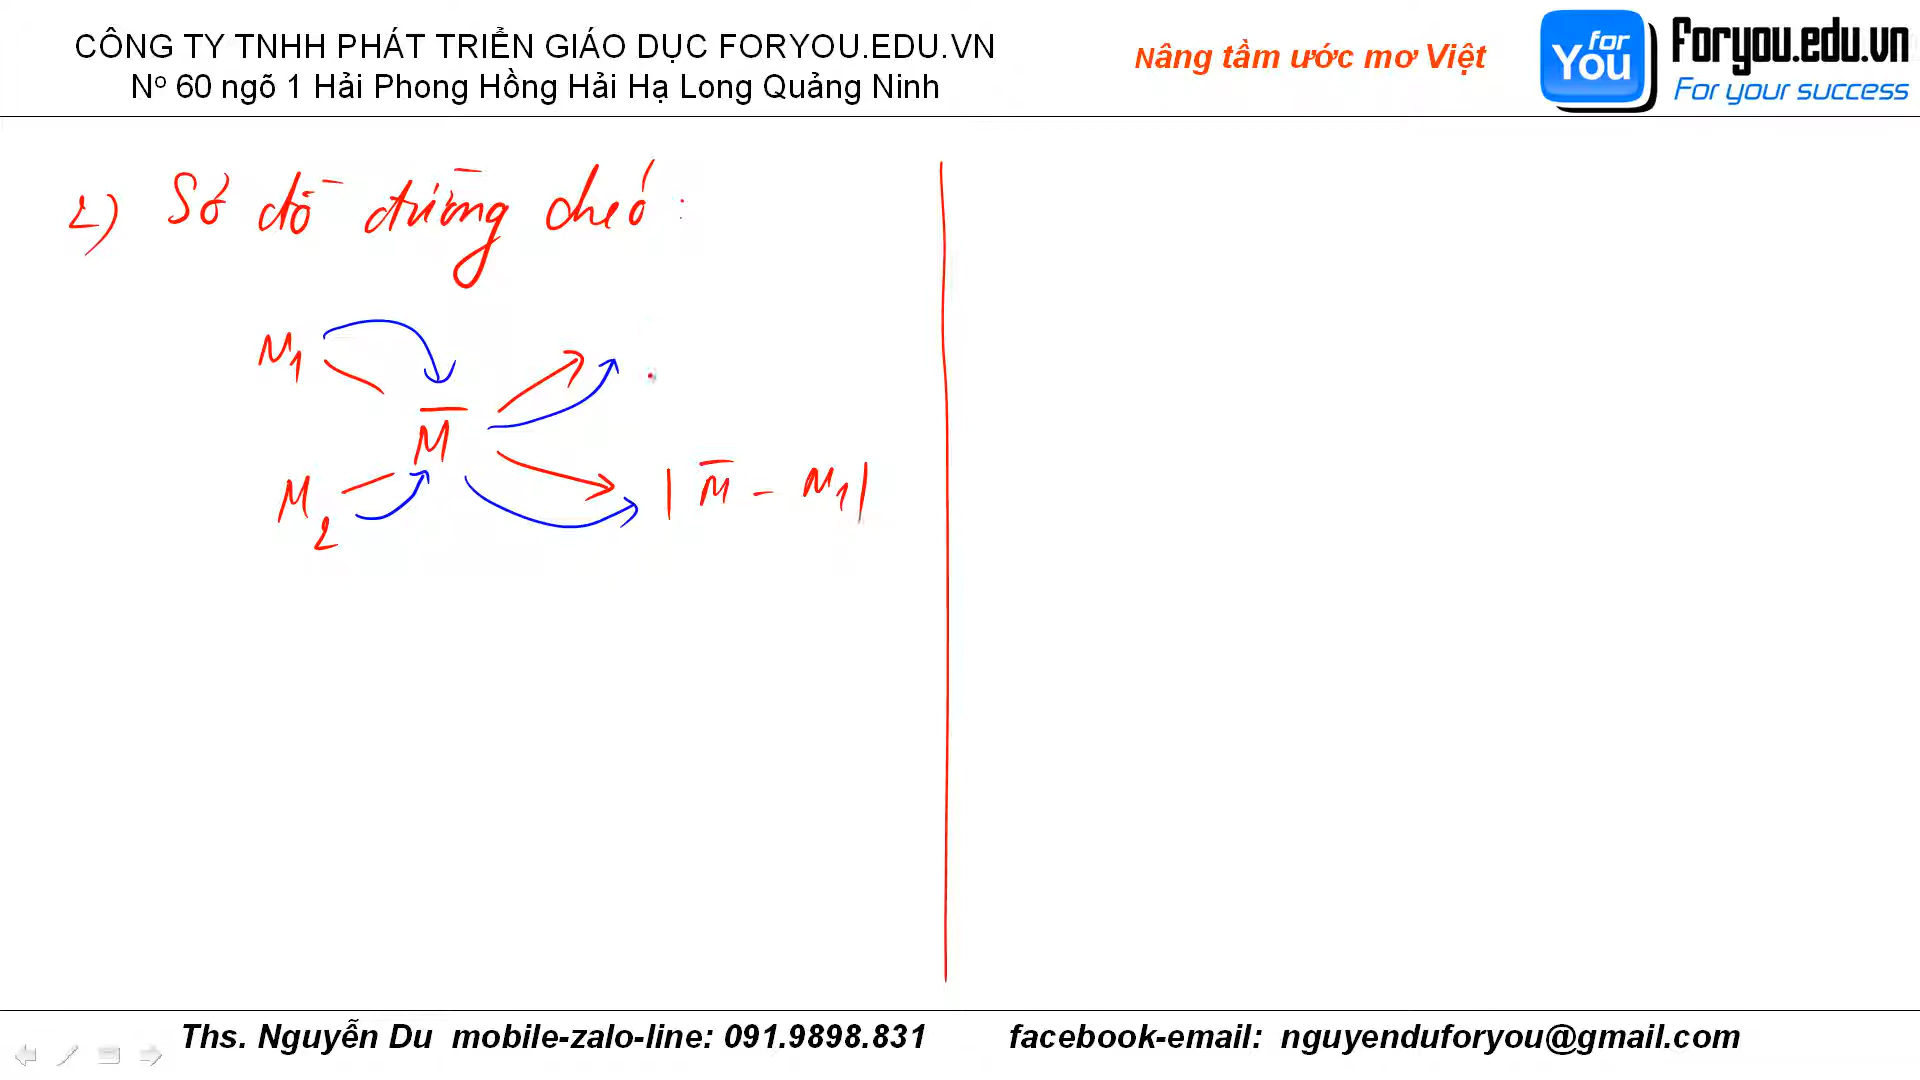 CÔNG TY TNHH PHÁT TRIỂN GIÁO DỤC FORYOU.EDU.VN
Nº 60 ngõ 1 Hải Phong Hồng Hải Hạ Long Quảng Ninh
Nâng tầm ước mơ Việt
for You
Foryou.edu.vn
For your success
2) Sơ đồ đường chéo :
M₁
M̅
M₂
| M̅ - M₁ |
Ths. Nguyễn Du mobile-zalo-line: 091.9898.831 facebook-email: nguyenduforyou@gmail.com